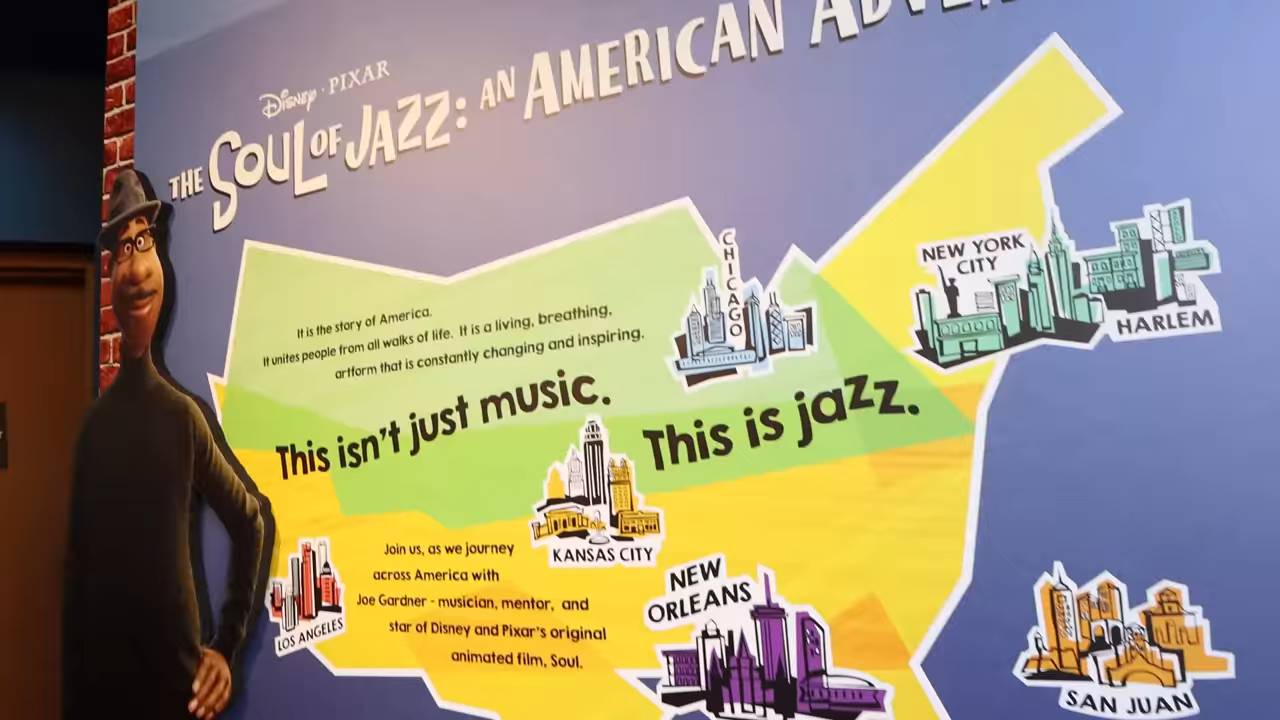 Disney · PIXAR
THE SOUL OF JAZZ: AN AMERICAN
It is the story of America.
It unites people from all walks of life. It is a living, breathing,
artform that is constantly changing and inspiring.
This isn't just music.
This is jazz.
CHICAGO
NEW YORK
CITY
HARLEM
KANSAS CITY
Join us, as we journey
across America with
Joe Gardner - musician, mentor, and
star of Disney and Pixar's original
animated film, Soul.
LOS ANGELES
NEW
ORLEANS
SAN JUAN